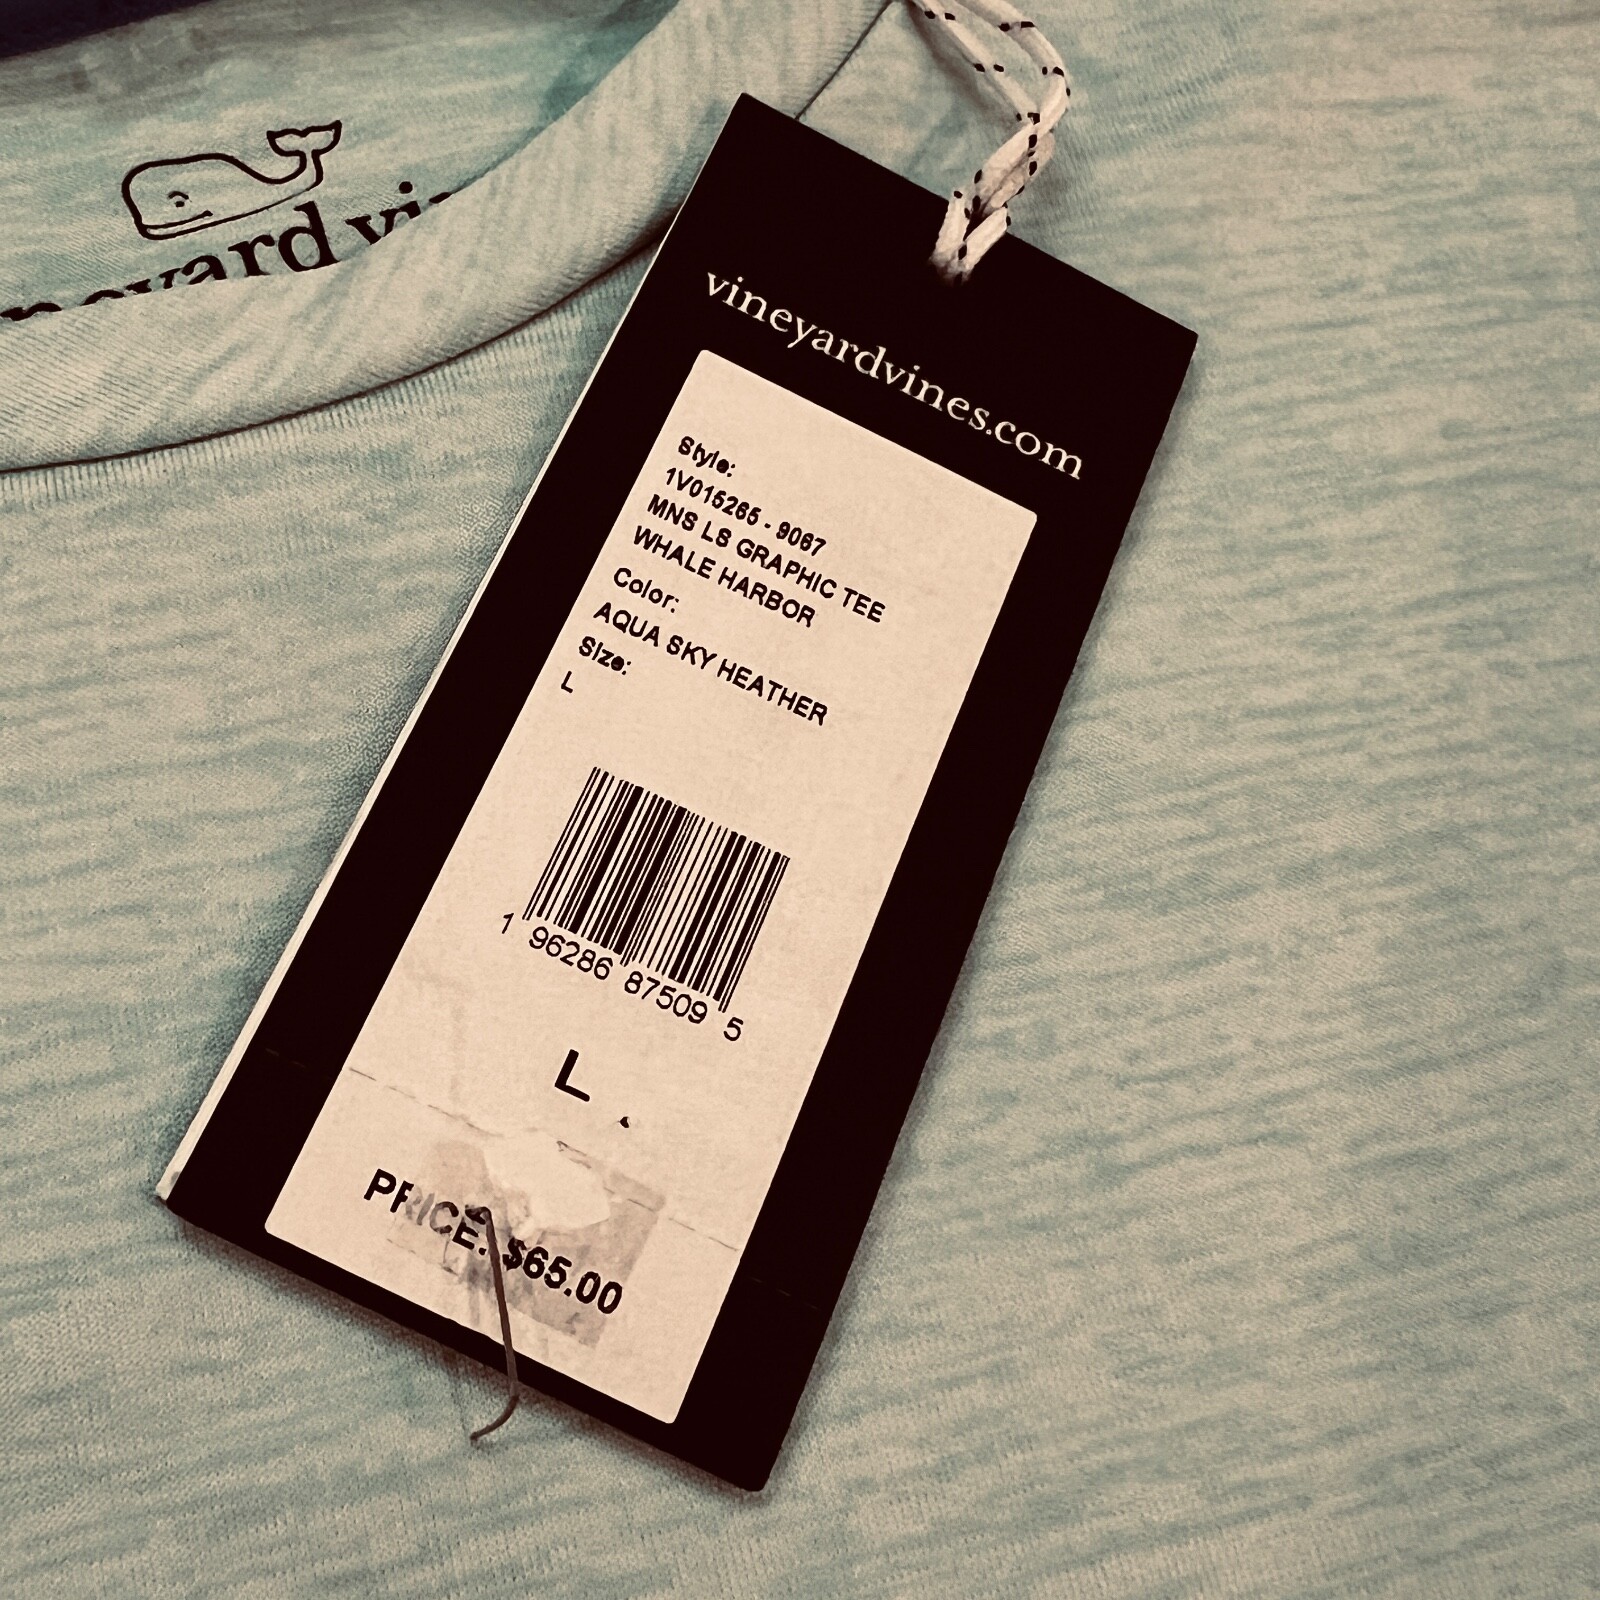 vineyard vin
vineyardvines.com
Style:
1V015265 - 9067
MNS LS GRAPHIC TEE
WHALE HARBOR
Color:
AQUA SKY HEATHER
Size:
L
1 96286 87509 5
L
PRICE: $65.00